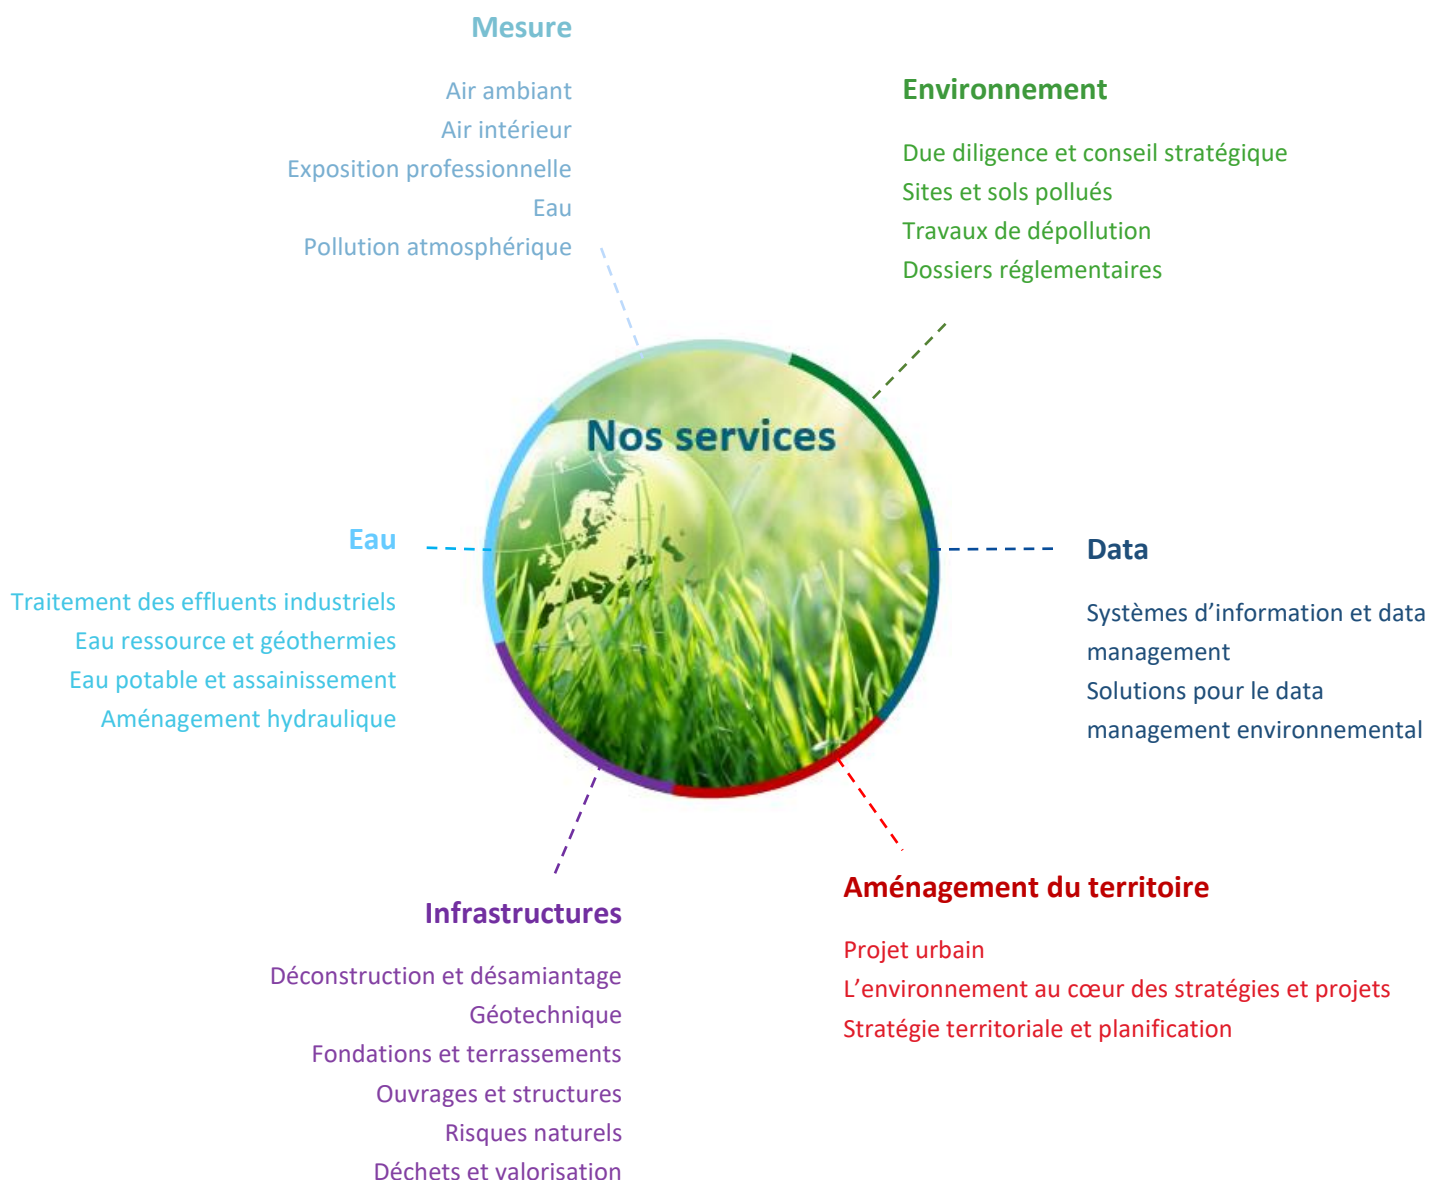 Mesure
Air ambiant
Air intérieur
Exposition professionnelle
Eau
Pollution atmosphérique
Environnement
Due diligence et conseil stratégique
Sites et sols pollués
Travaux de dépollution
Dossiers réglementaires
Nos services
Eau
Traitement des effluents industriels
Eau ressource et géothermies
Eau potable et assainissement
Aménagement hydraulique
Data
Systèmes d’information et data
management
Solutions pour le data
management environnemental
Infrastructures
Déconstruction et désamiantage
Géotechnique
Fondations et terrassements
Ouvrages et structures
Risques naturels
Déchets et valorisation
Aménagement du territoire
Projet urbain
L’environnement au cœur des stratégies et projets
Stratégie territoriale et planification